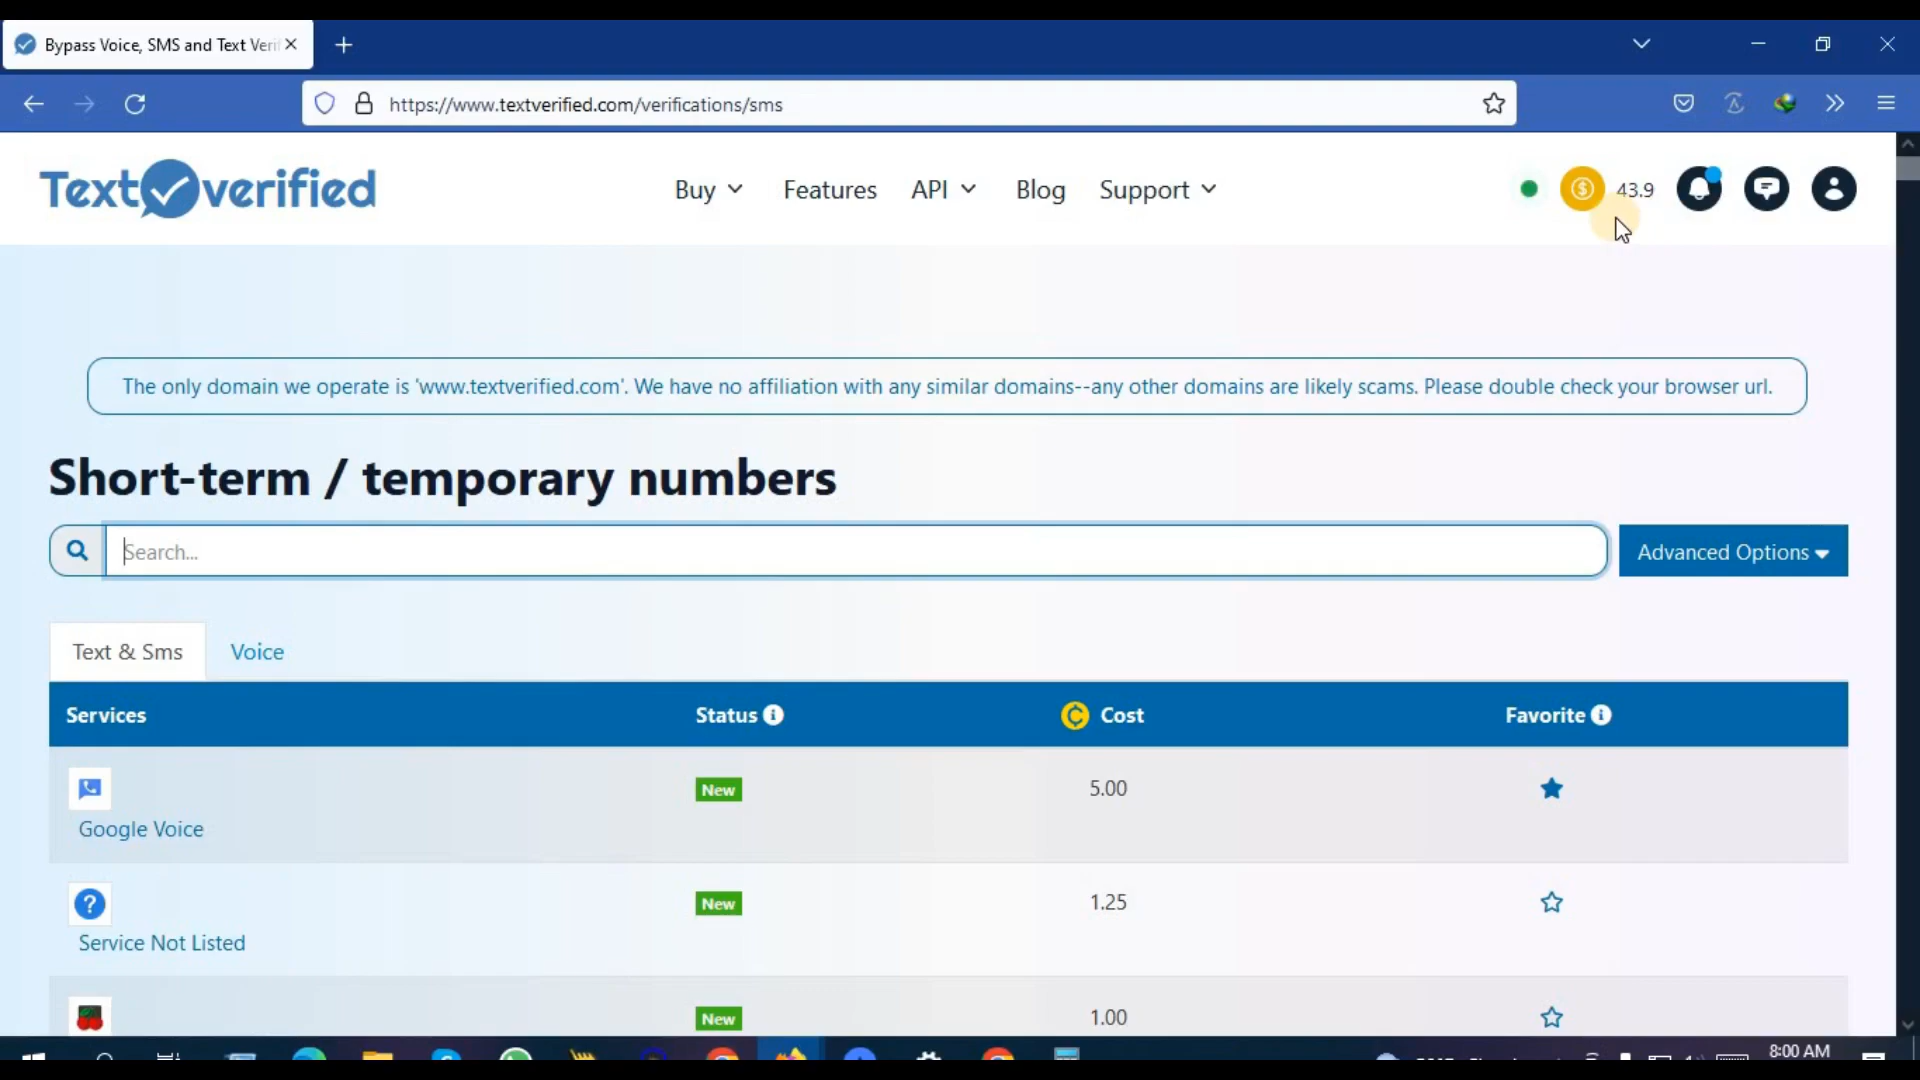 Bypass Voice, SMS and Text Veri
https://www.textverified.com/verifications/sms
Text verified
Buy
Features
API
Blog
Support
43.9
The only domain we operate is 'www.textverified.com'. We have no affiliation with any similar domains--any other domains are likely scams. Please double check your browser url.
Short-term / temporary numbers
Search...
Advanced Options
Text & Sms
Voice
Services
Status
Cost
Favorite
New
5.00
Google Voice
New
1.25
Service Not Listed
New
1.00
8:00 AM